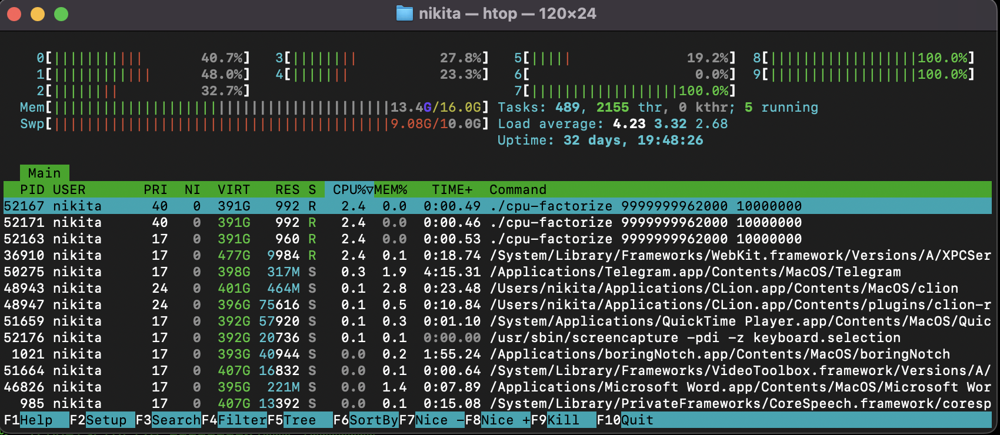 nikita — htop — 120×24
0[||||||||||| 40.7%] 3[|||||||| 27.8%] 5[||||| 19.2%] 8[||||||||||||||||||100.0%]
1[|||||||||||| 48.0%] 4[||||||| 23.3%] 6[ 0.0%] 9[||||||||||||||||||100.0%]
2[|||||||| 32.7%] 7[||||||||||||||||||100.0%]
Mem[|||||||||||||||||||||||||||||||||||||||||13.4G/16.0G] Tasks: 489, 2155 thr, 0 kthr; 5 running
Swp[|||||||||||||||||||||||||||||||||||||||||9.08G/10.0G] Load average: 4.23 3.32 2.68
Uptime: 32 days, 19:48:26
Main
PID USER PRI NI VIRT RES S CPU%▽MEM% TIME+ Command
52167 nikita 40 0 391G 992 R 2.4 0.0 0:00.49 ./cpu-factorize 9999999962000 10000000
52171 nikita 40 0 391G 992 R 2.4 0.0 0:00.46 ./cpu-factorize 9999999962000 10000000
52163 nikita 17 0 391G 960 R 2.4 0.0 0:00.53 ./cpu-factorize 9999999962000 10000000
36910 nikita 17 0 477G 9984 R 2.4 0.1 0:18.74 /System/Library/Frameworks/WebKit.framework/Versions/A/XPCSer
50275 nikita 17 0 398G 317M S 0.3 1.9 4:15.31 /Applications/Telegram.app/Contents/MacOS/Telegram
48943 nikita 24 0 401G 464M S 0.1 2.8 0:23.48 /Users/nikita/Applications/CLion.app/Contents/MacOS/clion
48947 nikita 24 0 396G 75616 S 0.1 0.5 0:10.84 /Users/nikita/Applications/CLion.app/Contents/plugins/clion-r
51659 nikita 17 0 392G 57920 S 0.1 0.3 0:01.10 /System/Applications/QuickTime Player.app/Contents/MacOS/Quic
52176 nikita 17 0 392G 20736 S 0.1 0.1 0:00.00 /usr/sbin/screencapture -pdi -z keyboard.selection
1021 nikita 17 0 393G 40944 S 0.0 0.2 1:55.24 /Applications/boringNotch.app/Contents/MacOS/boringNotch
51664 nikita 17 0 407G 16832 S 0.0 0.1 0:00.64 /System/Library/Frameworks/VideoToolbox.framework/Versions/A/
46826 nikita 17 0 395G 221M S 0.0 1.4 0:07.89 /Applications/Microsoft Word.app/Contents/MacOS/Microsoft Wor
985 nikita 17 0 407G 13392 S 0.0 0.1 0:15.08 /System/Library/PrivateFrameworks/CoreSpeech.framework/coresp
F1Help F2Setup F3SearchF4FilterF5Tree F6SortByF7Nice -F8Nice +F9Kill F10Quit